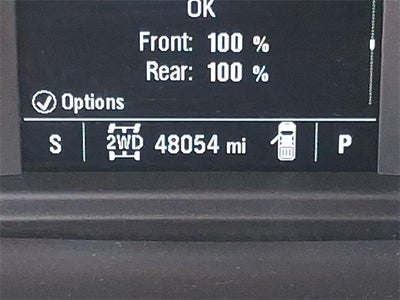 OK
Front: 100 %
Rear: 100 %
Options
S 2WD 48054 mi P